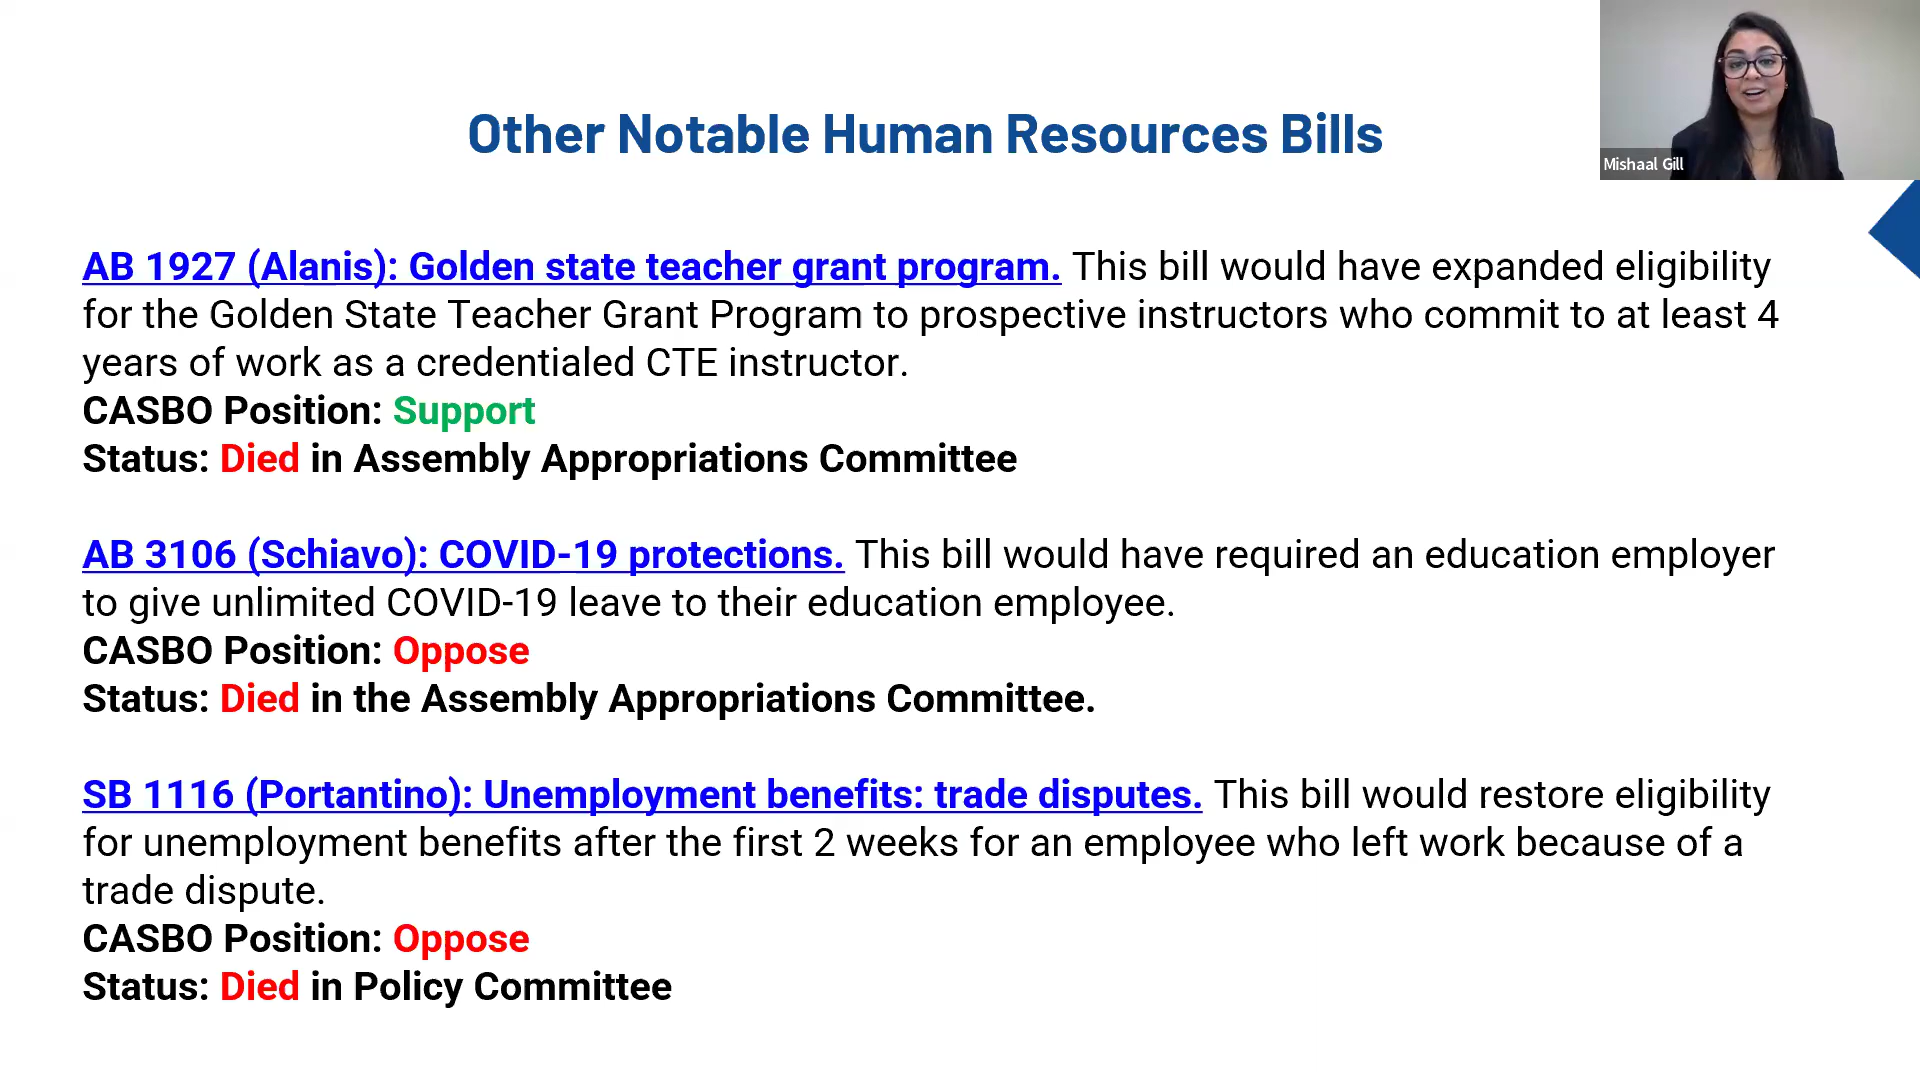 Other Notable Human Resources Bills
Mishaal Gill
AB 1927 (Alanis): Golden state teacher grant program. This bill would have expanded eligibility
for the Golden State Teacher Grant Program to prospective instructors who commit to at least 4
years of work as a credentialed CTE instructor.
CASBO Position: Support
Status: Died in Assembly Appropriations Committee
AB 3106 (Schiavo): COVID-19 protections. This bill would have required an education employer
to give unlimited COVID-19 leave to their education employee.
CASBO Position: Oppose
Status: Died in the Assembly Appropriations Committee.
SB 1116 (Portantino): Unemployment benefits: trade disputes. This bill would restore eligibility
for unemployment benefits after the first 2 weeks for an employee who left work because of a
trade dispute.
CASBO Position: Oppose
Status: Died in Policy Committee